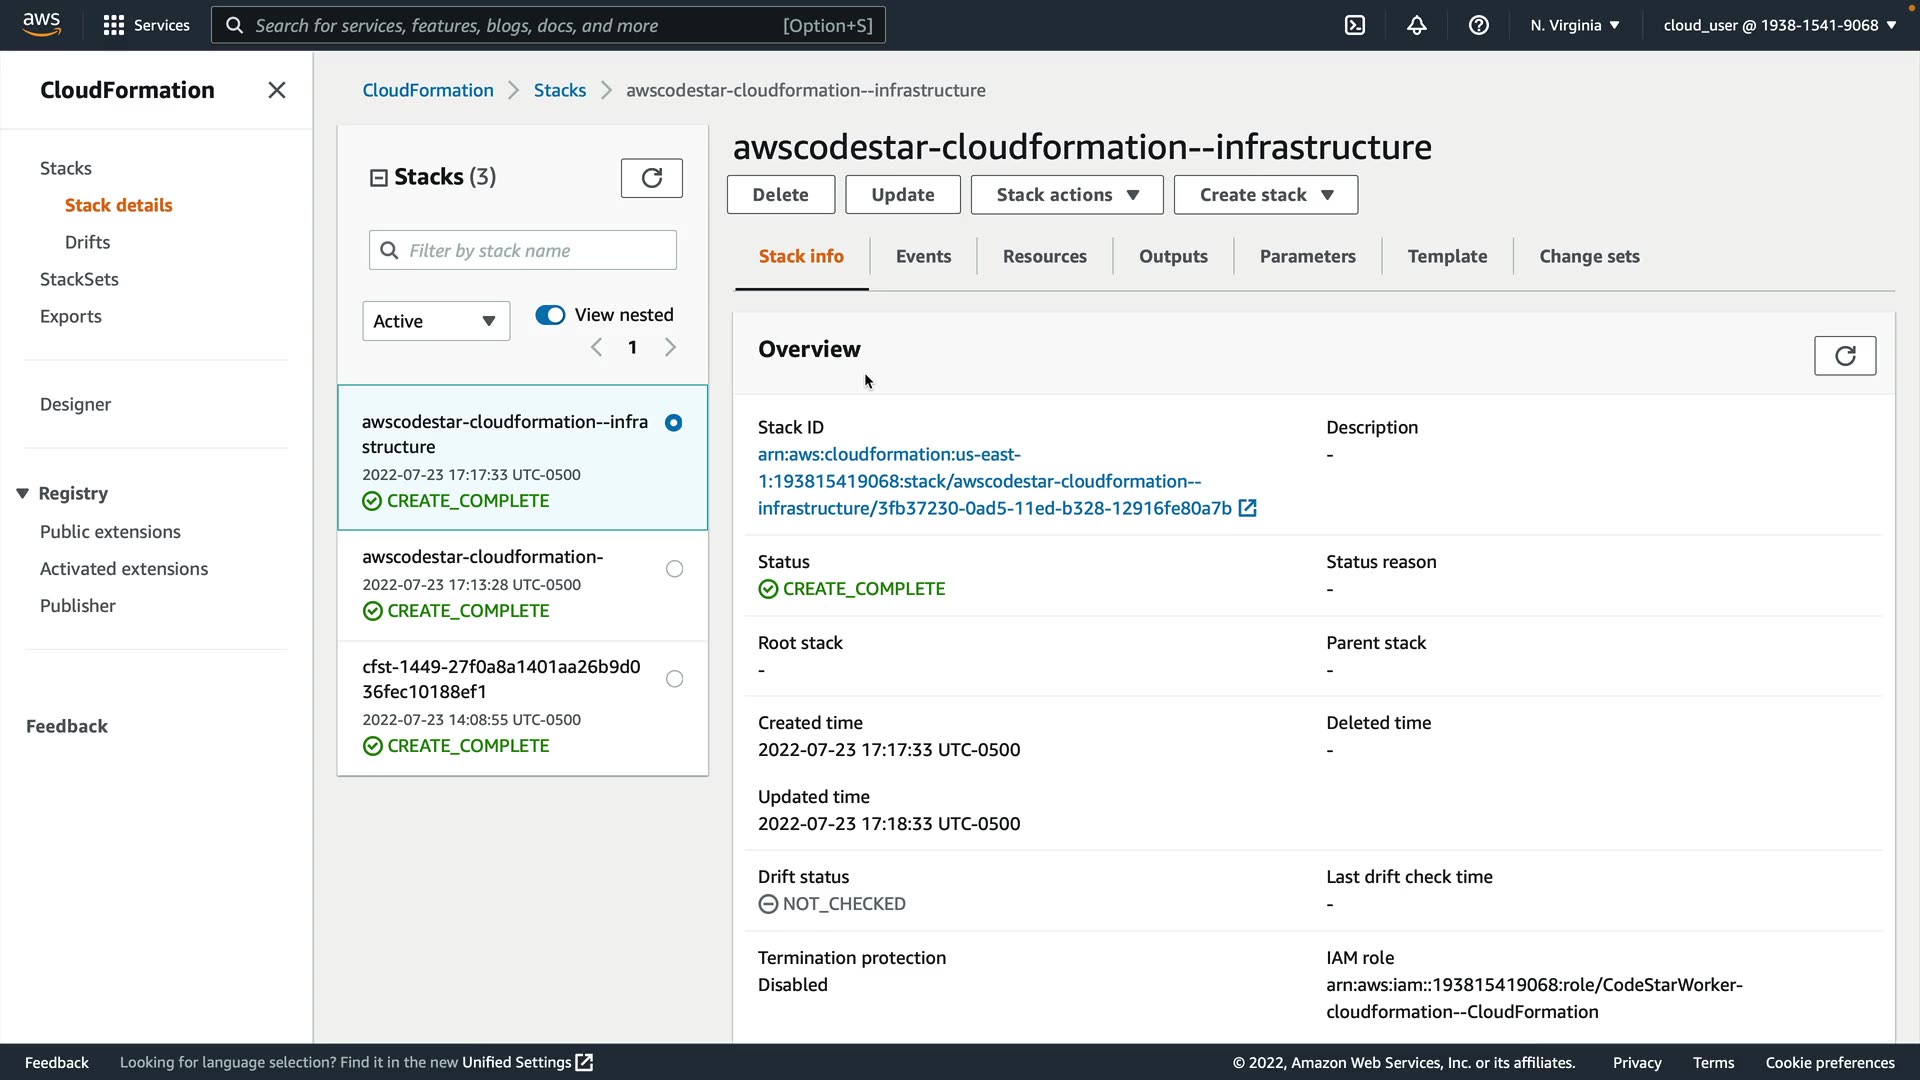 aws
Services
Search for services, features, blogs, docs, and more
[Option+S]
N. Virginia
cloud_user @ 1938-1541-9068
CloudFormation
Stacks
Stack details
Drifts
StackSets
Exports
Designer
Registry
Public extensions
Activated extensions
Publisher
Feedback
CloudFormation
Stacks
awscodestar-cloudformation--infrastructure
Stacks (3)
Filter by stack name
Active
View nested
1
awscodestar-cloudformation--infra
structure
2022-07-23 17:17:33 UTC-0500
CREATE_COMPLETE
awscodestar-cloudformation-
2022-07-23 17:13:28 UTC-0500
CREATE_COMPLETE
cfst-1449-27f0a8a1401aa26b9d0
36fec10188ef1
2022-07-23 14:08:55 UTC-0500
CREATE_COMPLETE
awscodestar-cloudformation--infrastructure
Delete
Update
Stack actions
Create stack
Stack info
Events
Resources
Outputs
Parameters
Template
Change sets
Overview
Stack ID
arn:aws:cloudformation:us-east-
1:193815419068:stack/awscodestar-cloudformation--
infrastructure/3fb37230-0ad5-11ed-b328-12916fe80a7b
Description
-
Status
CREATE_COMPLETE
Status reason
-
Root stack
-
Parent stack
-
Created time
2022-07-23 17:17:33 UTC-0500
Deleted time
-
Updated time
2022-07-23 17:18:33 UTC-0500
Drift status
NOT_CHECKED
Last drift check time
-
Termination protection
Disabled
IAM role
arn:aws:iam::193815419068:role/CodeStarWorker-
cloudformation--CloudFormation
Feedback
Looking for language selection? Find it in the new Unified Settings
© 2022, Amazon Web Services, Inc. or its affiliates.
Privacy
Terms
Cookie preferences